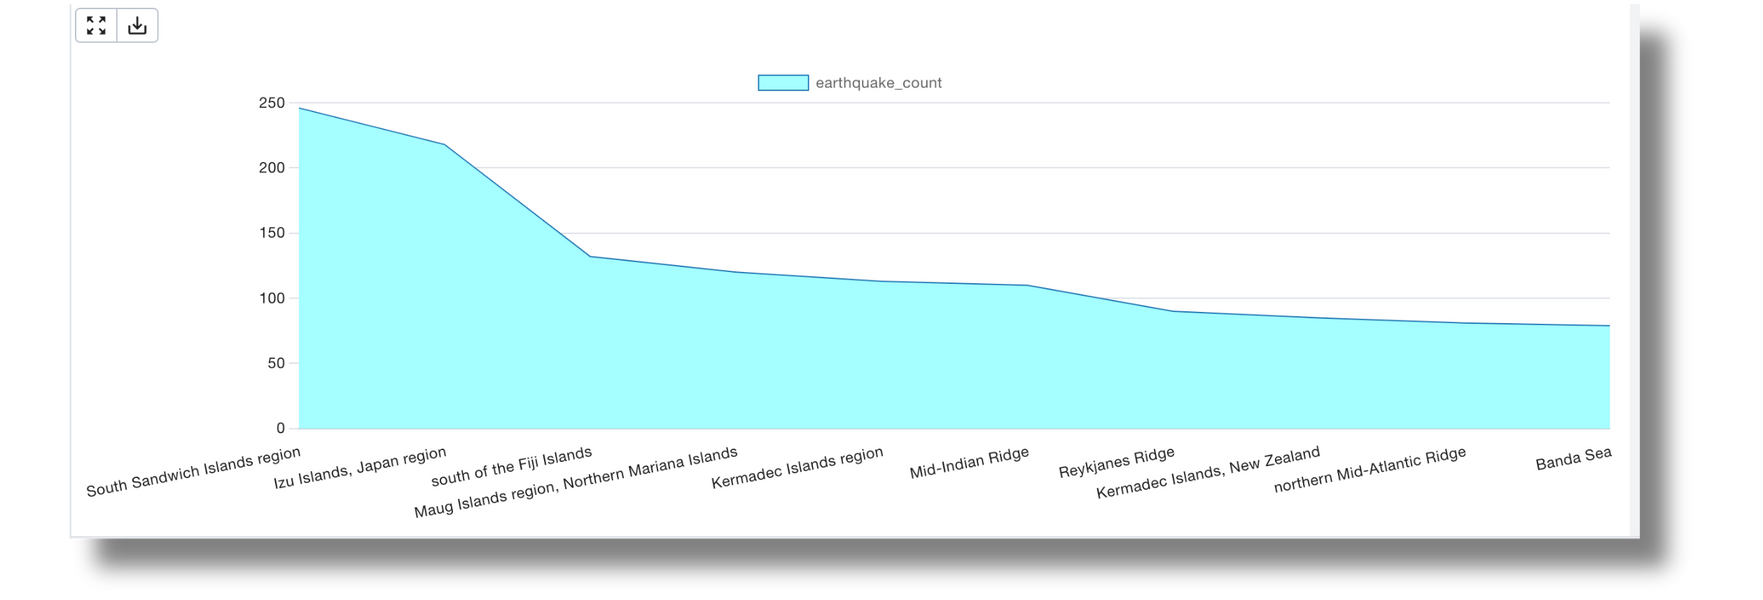 earthquake_count
250
200
150
100
50
0
South Sandwich Islands region
Izu Islands, Japan region
south of the Fiji Islands
Maug Islands region, Northern Mariana Islands
Kermadec Islands region
Mid-Indian Ridge
Reykjanes Ridge
Kermadec Islands, New Zealand
northern Mid-Atlantic Ridge
Banda Sea